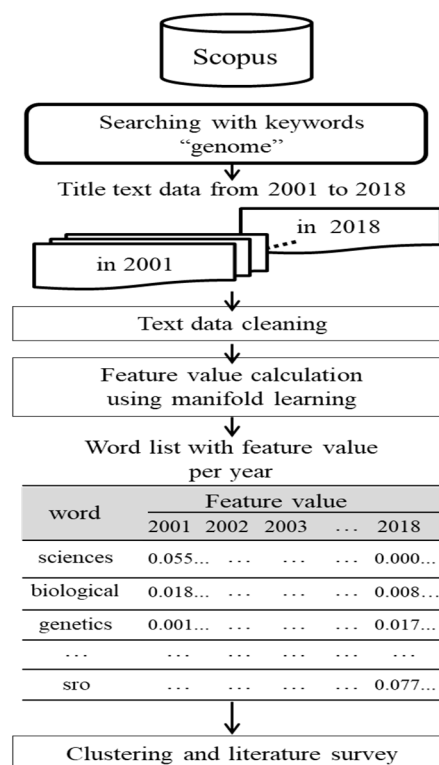 Scopus
Searching with keywords
“genome”
Title text data from 2001 to 2018
in 2018
in 2001
Text data cleaning
Feature value calculation
using manifold learning
Word list with feature value
per year
word Feature value
2001 2002 2003 … 2018
sciences 0.055... … … … 0.000...
biological 0.018... … … … 0.008...
genetics 0.001... … … … 0.017...
… … … … … …
sro … … … … 0.077...
Clustering and literature survey